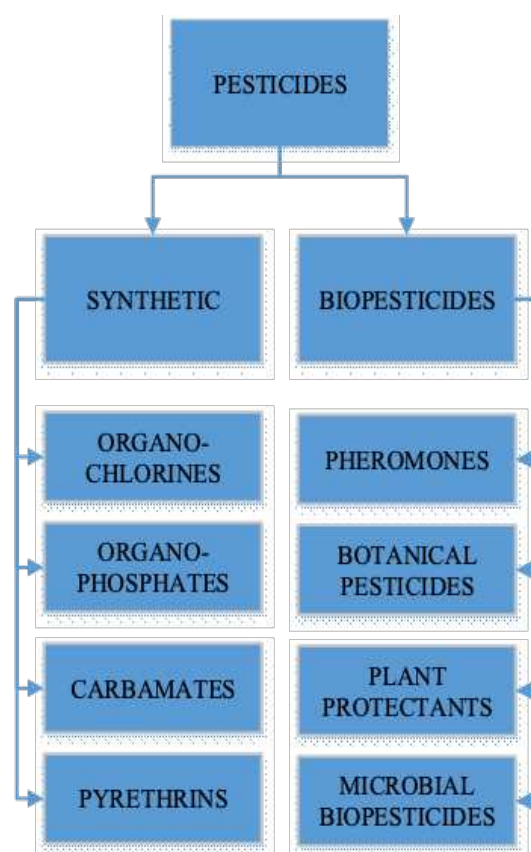 PESTICIDES
SYNTHETIC
BIOPESTICIDES
ORGANO-
CHLORINES
PHEROMONES
ORGANO-
PHOSPHATES
BOTANICAL
PESTICIDES
CARBAMATES
PLANT
PROTECTANTS
PYRETHRINS
MICROBIAL
BIOPESTICIDES